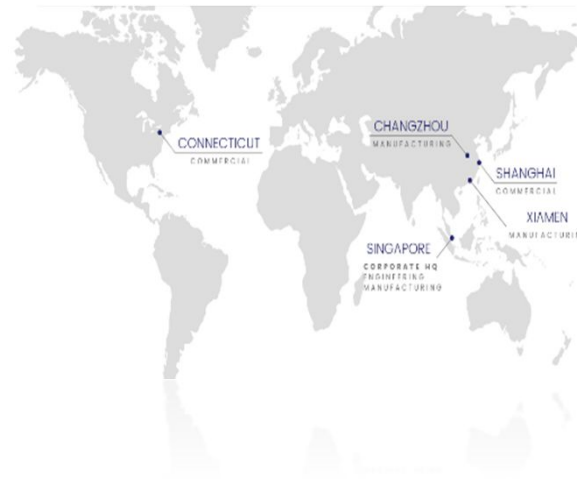 CONNECTICUT
COMMERCIAL
CHANGZHOU
MANUFACTURING
SHANGHAI
COMMERCIAL
XIAMEN
MANUFACTURI
SINGAPORE
CORPORATE HQ
ENGINEERING
MANUFACTURING